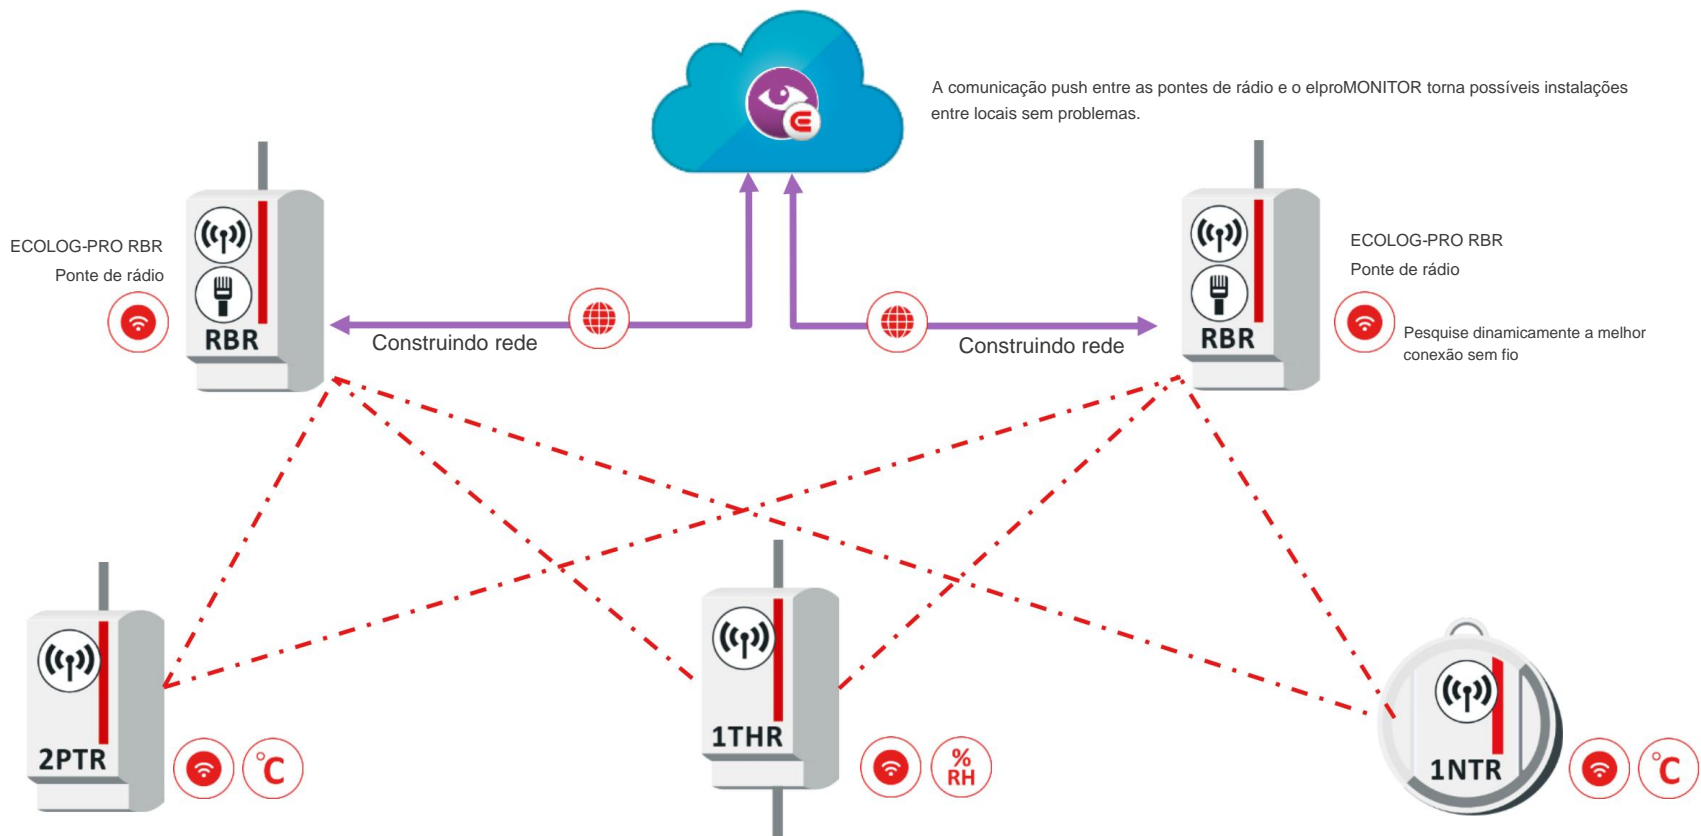 A comunicação push entre as pontes de rádio e o elproMONITOR torna possíveis instalações
entre locais sem problemas.
ECOLOG-PRO RBR
Ponte de rádio
RBR
Construindo rede
Construindo rede
RBR
ECOLOG-PRO RBR
Ponte de rádio
Pesquise dinamicamente a melhor
conexão sem fio
2PTR
°C
1THR
%
RH
1NTR
°C